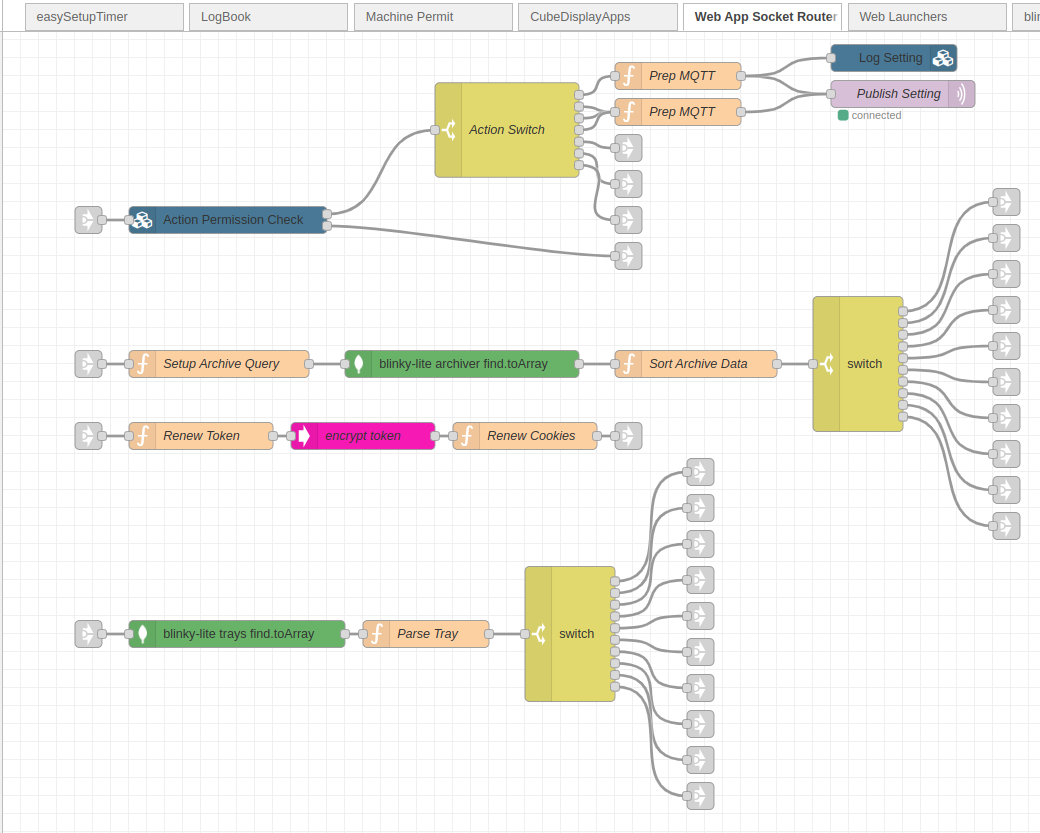 easySetupTimer
LogBook
Machine Permit
CubeDisplayApps
Web App Socket Router
Web Launchers
Log Setting
Prep MQTT
Publish Setting
Prep MQTT
connected
Action Switch
Action Permission Check
Setup Archive Query
blinky-lite archiver find.toArray
Sort Archive Data
switch
Renew Token
encrypt token
Renew Cookies
blinky-lite trays find.toArray
Parse Tray
switch